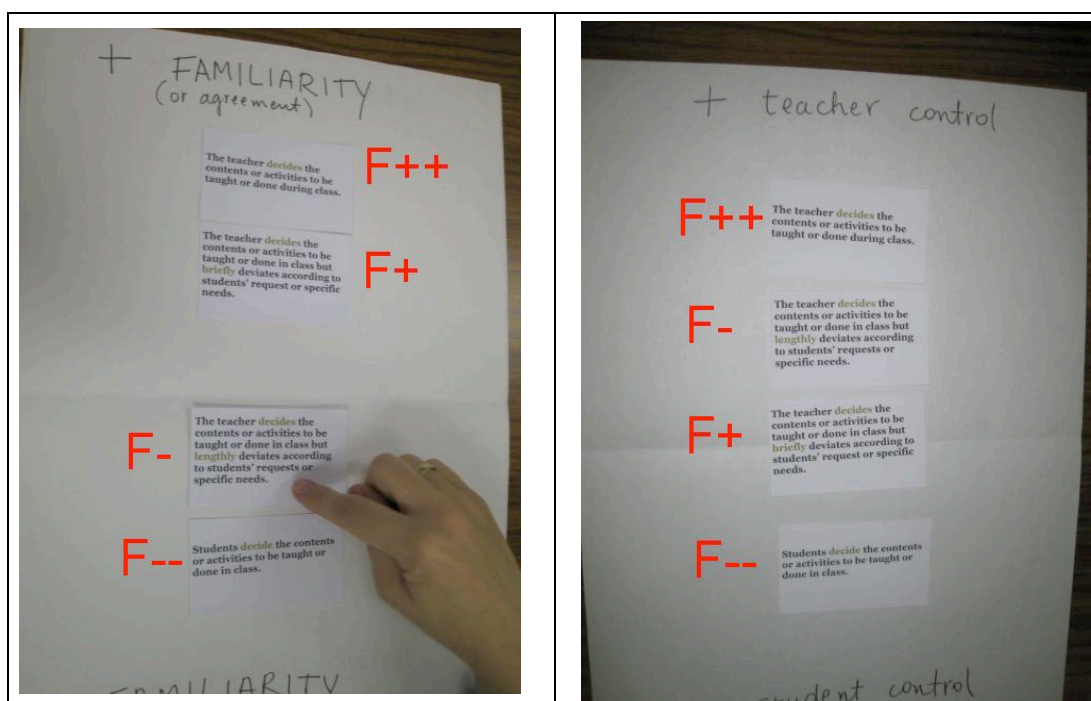 + FAMILIARITY
(or agreement)
The teacher decides the
contents or activities to be
taught or done during class.
F++
The teacher decides the
contents or activities to be
taught or done in class but
briefly deviates according to
students' request or specific
needs.
F+
F-
The teacher decides the
contents or activities to be
taught or done in class but
lengthly deviates according
to students' requests or
specific needs.
F--
Students decide the contents
or activities to be taught or
done in class.
FAMILIARITY
+ teacher control
F++
The teacher decides the
contents or activities to be
taught or done during class.
F-
The teacher decides the
contents or activities to be
taught or done in class but
lengthly deviates according
to students' requests or
specific needs.
F+
The teacher decides the
contents or activities to be
taught or done in class but
briefly deviates according to
students' request or specific
needs.
F--
Students decide the contents
or activities to be taught or
done in class.
student control